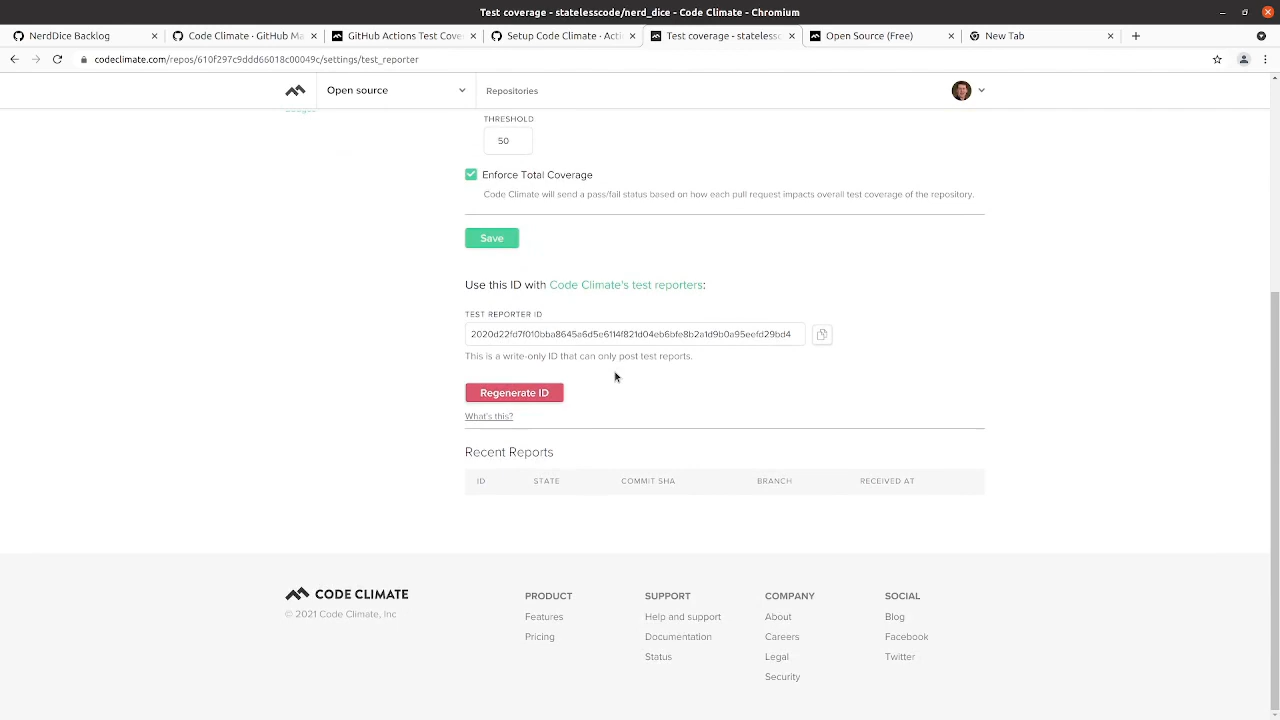 Test coverage - statelesscode/nerd_dice - Code Climate - Chromium
NerdDice Backlog
Code Climate · GitHub Ma
GitHub Actions Test Cove
Setup Code Climate · Acti
Test coverage - stateless
Open Source (Free)
New Tab
codeclimate.com/repos/610f297c9ddd66018c00049c/settings/test_reporter
Open source
Repositories
THRESHOLD
50
Enforce Total Coverage
Code Climate will send a pass/fail status based on how each pull request impacts overall test coverage of the repository.
Save
Use this ID with Code Climate's test reporters:
TEST REPORTER ID
2020d22fd7f010bba8645a6d5e6114f821d04eb6bfe8b2a1d9b0a95eefd29bd4
This is a write-only ID that can only post test reports.
Regenerate ID
What's this?
Recent Reports
ID STATE COMMIT SHA BRANCH RECEIVED AT
CODE CLIMATE
© 2021 Code Climate, Inc
PRODUCT
Features
Pricing
SUPPORT
Help and support
Documentation
Status
COMPANY
About
Careers
Legal
Security
SOCIAL
Blog
Facebook
Twitter